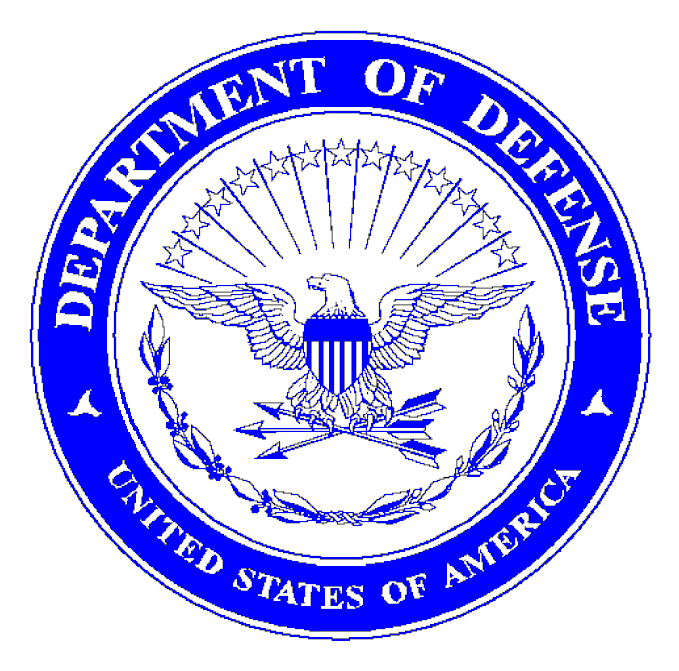 DEPARTMENT OF DEFENSE
UNITED STATES OF AMERICA